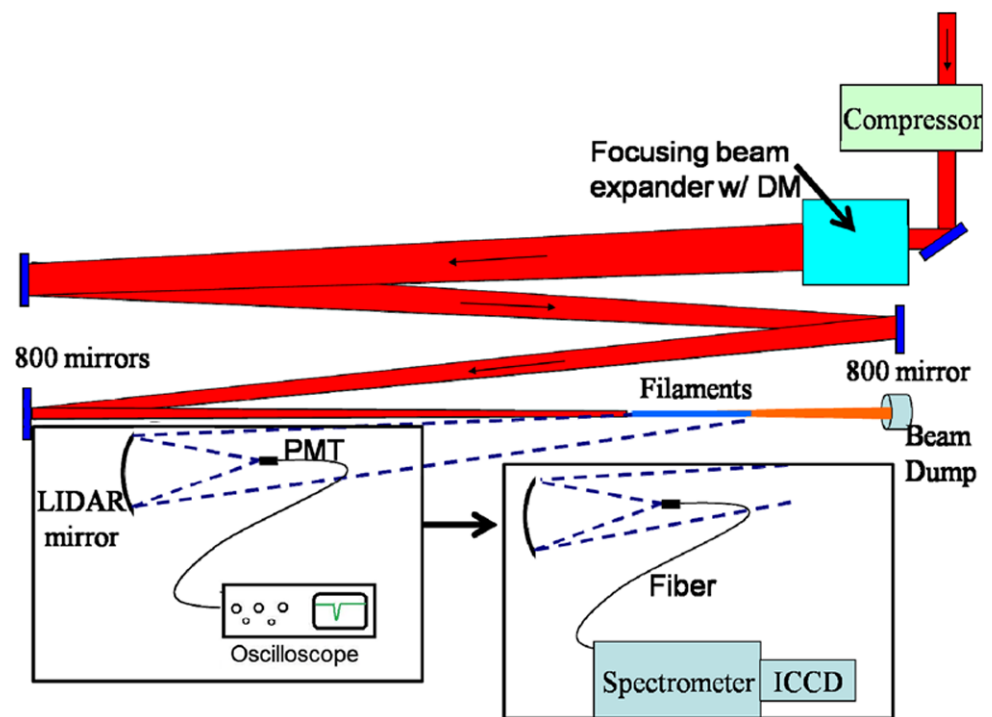 Compressor
Focusing beam
expander w/ DM
800 mirrors
800 mirror
Filaments
Beam
Dump
PMT
LIDAR
mirror
Oscilloscope
Fiber
Spectrometer
ICCD